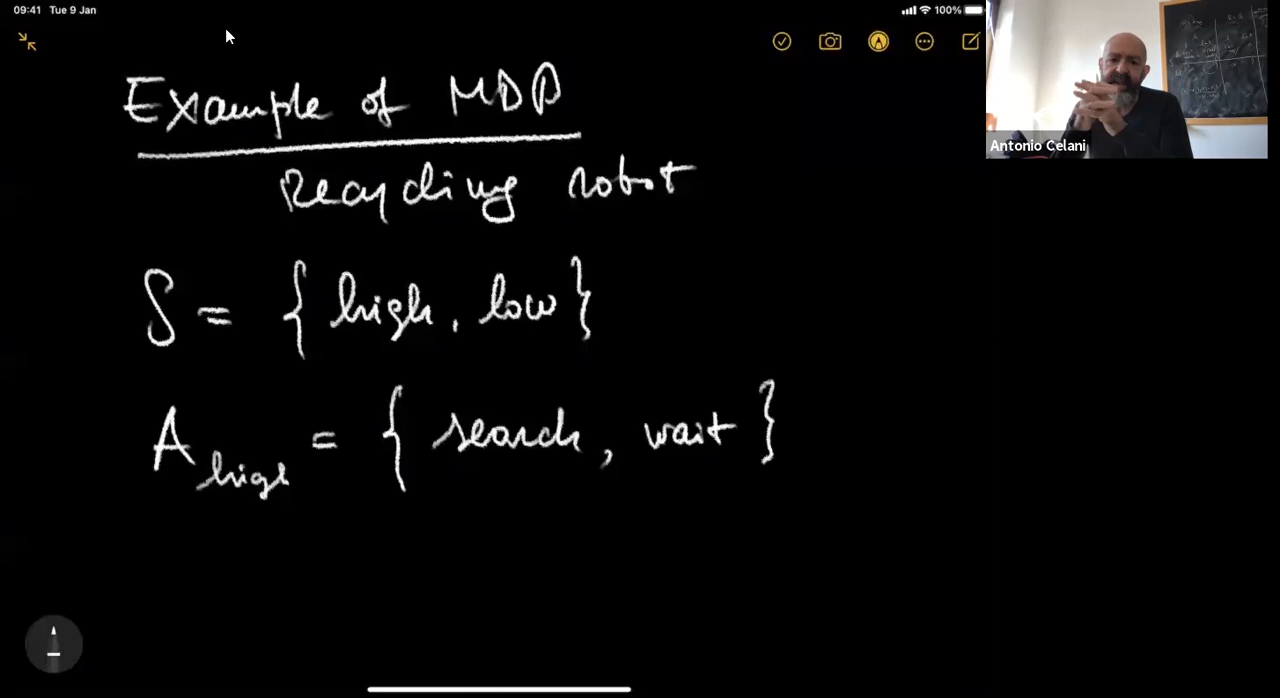 09:41 Tue 9 Jan 100%
Example of MDP
Recycling robot
S = { high, low }
A high = { search, wait }
Antonio Celani